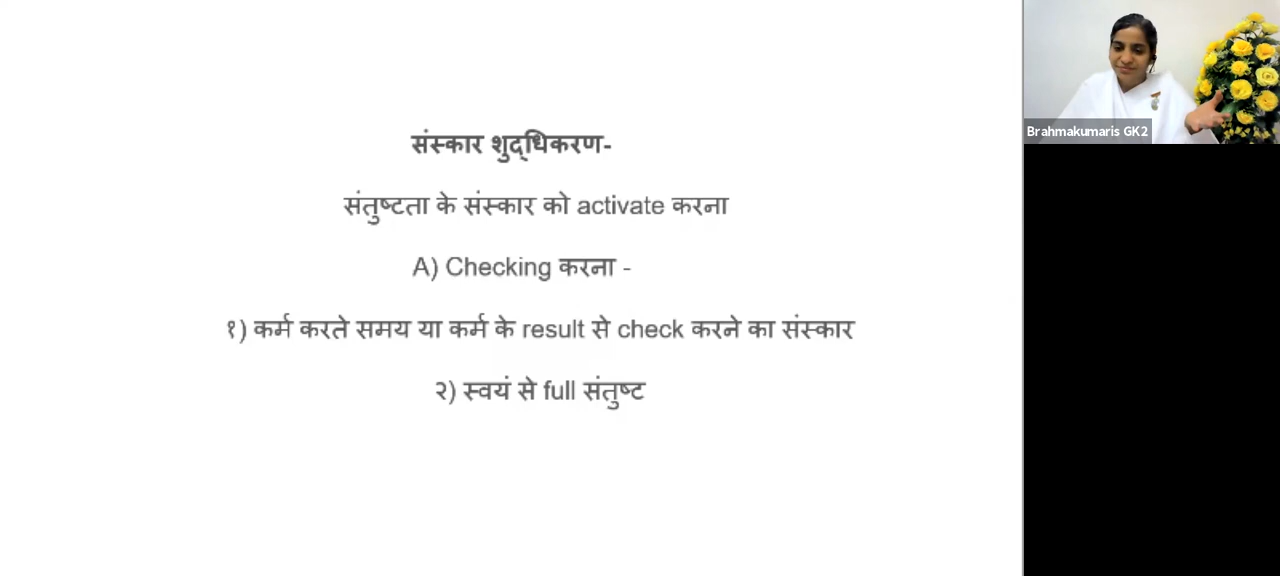 संस्कार शुद्धिकरण-
संतुष्टता के संस्कार को activate करना
A) Checking करना -
१) कर्म करते समय या कर्म के result से check करने का संस्कार
२) स्वयं से full संतुष्ट
Brahmakumaris GK2